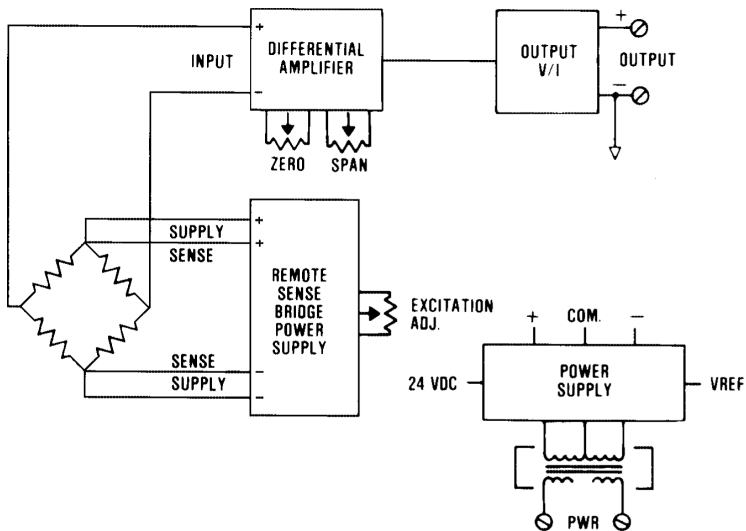 +
INPUT
−
DIFFERENTIAL
AMPLIFIER
ZERO
SPAN
OUTPUT
V/I
+
OUTPUT
−
+
SUPPLY
+
SENSE
SENSE
−
SUPPLY
−
REMOTE
SENSE
BRIDGE
POWER
SUPPLY
EXCITATION
ADJ.
+
COM.
−
24 VDC
POWER
SUPPLY
VREF
PWR